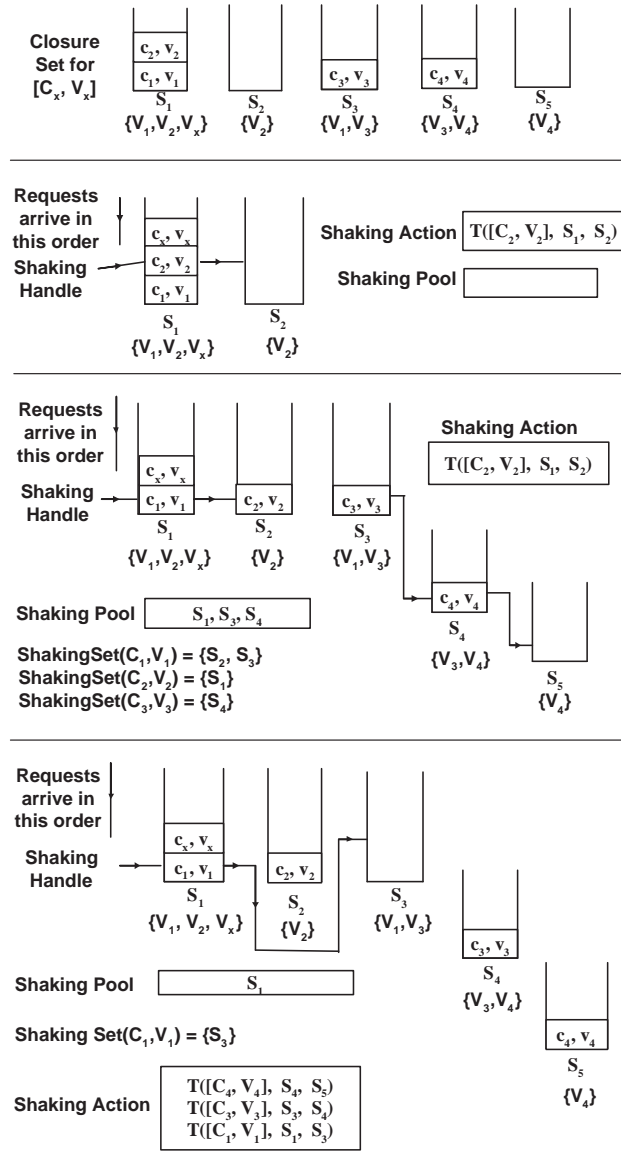 Closure
Set for
[Cₓ, Vₓ]
c₂, v₂
c₁, v₁
c₃, v₃
c₄, v₄
S₁
S₂
S₃
S₄
S₅
{V₁,V₂,Vₓ}
{V₂}
{V₁,V₃}
{V₃,V₄}
{V₄}
Requests
arrive in
this order
Shaking
Handle
cₓ, vₓ
c₂, v₂
c₁, v₁
S₁
S₂
{V₁,V₂,Vₓ}
{V₂}
Shaking Action
T([C₂, V₂], S₁, S₂)
Shaking Pool
Requests
arrive in
this order
Shaking
Handle
cₓ, vₓ
c₁, v₁
c₂, v₂
c₃, v₃
S₁
S₂
S₃
{V₁,V₂,Vₓ}
{V₂}
{V₁,V₃}
Shaking Action
T([C₂, V₂], S₁, S₂)
c₄, v₄
S₄
{V₃,V₄}
S₅
{V₄}
Shaking Pool
S₁, S₃, S₄
ShakingSet(C₁,V₁) = {S₂, S₃}
ShakingSet(C₂,V₂) = {S₁}
ShakingSet(C₃,V₃) = {S₄}
Requests
arrive in
this order
Shaking
Handle
cₓ, vₓ
c₁, v₁
c₂, v₂
S₁
S₂
S₃
{V₁, V₂, Vₓ}
{V₂}
{V₁,V₃}
c₃, v₃
S₄
{V₃,V₄}
c₄, v₄
S₅
{V₄}
Shaking Pool
S₁
Shaking Set(C₁,V₁) = {S₃}
Shaking Action
T([C₄, V₄], S₄, S₅)
T([C₃, V₃], S₃, S₄)
T([C₁, V₁], S₁, S₃)